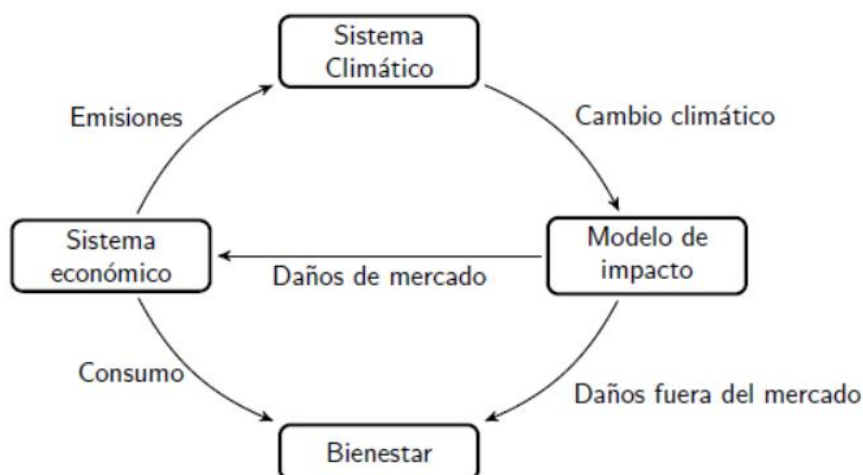 Sistema
Climático
Emisiones
Cambio climático
Sistema
económico
Modelo de
impacto
Daños de mercado
Consumo
Daños fuera del mercado
Bienestar